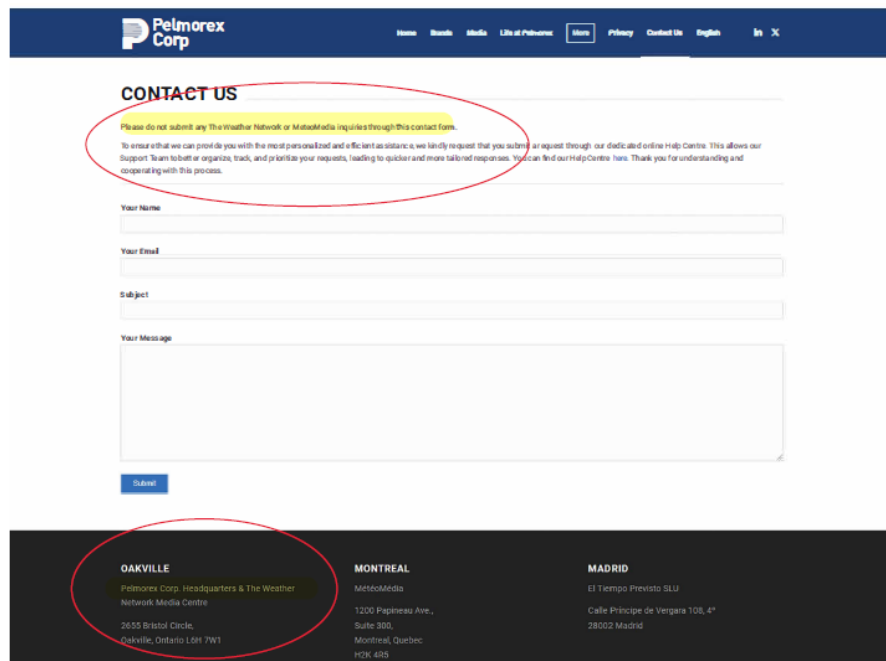 Pelmorex
Corp
Home Brands Media Life at Pelmorex More Privacy Contact Us English in X
CONTACT US
Please do not submit any The Weather Network or MeteoMedia inquiries through this contact form.
To ensure that we can provide you with the most personalized and efficient assistance, we kindly request that you submit a request through our dedicated online Help Centre. This allows our
Support Team to better organize, track, and prioritize your requests, leading to quicker and more tailored responses. You can find our Help Centre here. Thank you for understanding and
cooperating with this process.
Your Name
Your Email
Subject
Your Message
Submit
OAKVILLE
Pelmorex Corp. Headquarters & The Weather
Network Media Centre
2655 Bristol Circle,
Oakville, Ontario L6H 7W1
MONTREAL
MétéoMédia
1200 Papineau Ave.,
Suite 300,
Montreal, Quebec
H2K 4R5
MADRID
El Tiempo Previsto SLU
Calle Principe de Vergara 108, 4ª
28002 Madrid